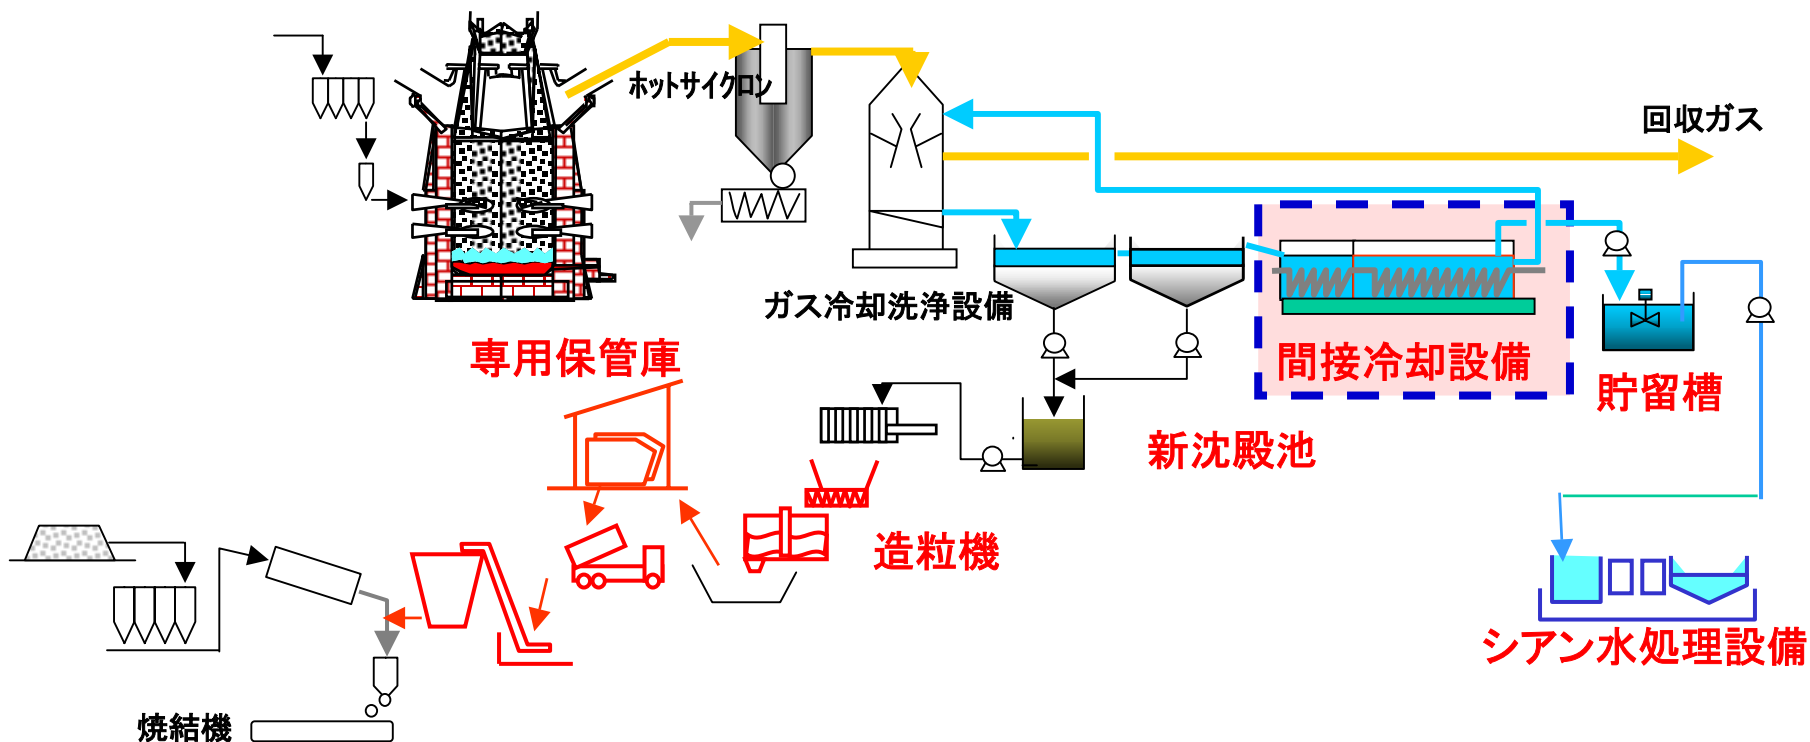 ホットサイクロン
回収ガス
ガス冷却洗浄設備
専用保管庫
間接冷却設備
貯留槽
新沈殿池
造粒機
シアン水処理設備
焼結機